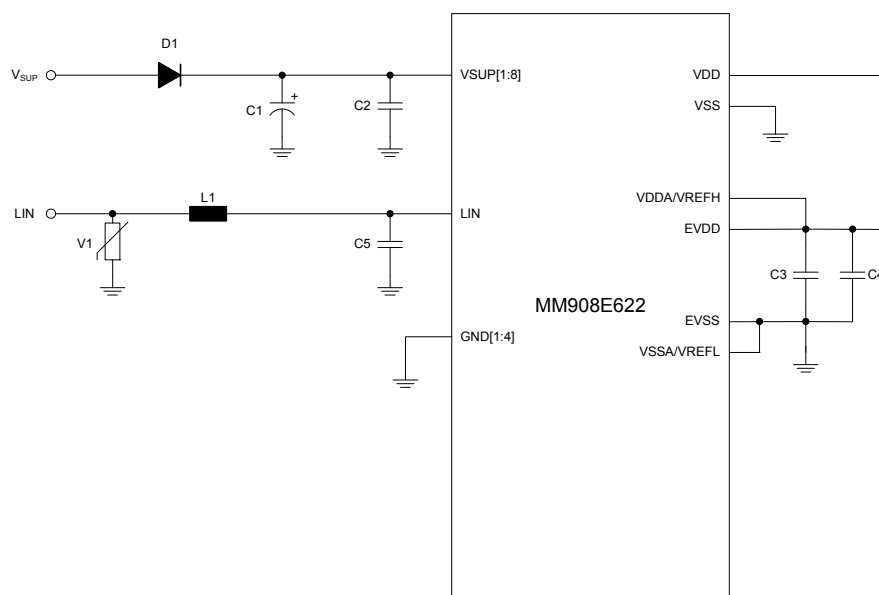 D1
VSUP
VSUP[1:8]
VDD
C1
+
C2
VSS
L1
VDDA/VREFH
LIN
LIN
EVDD
V1
C5
C3
C4
MM908E622
EVSS
GND[1:4]
VSSA/VREFL